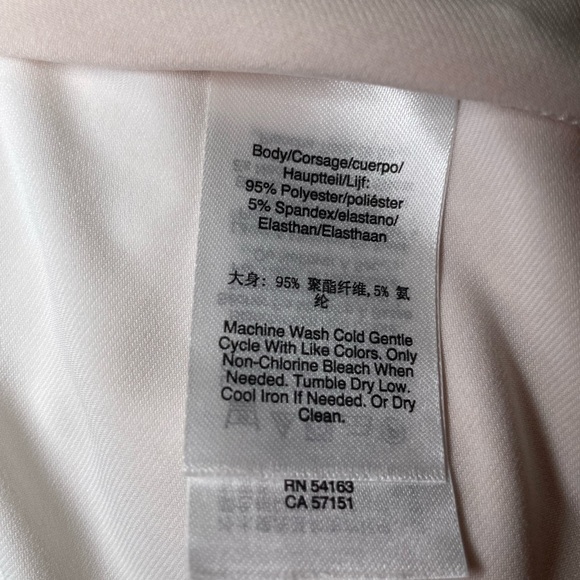 Body/Corsage/cuerpo/
Hauptteil/Lijf:
95% Polyester/poliéster
5% Spandex/elastano/
Elasthan/Elasthaan
大身: 95% 聚酯纤维,5% 氨
纶
Machine Wash Cold Gentle
Cycle With Like Colors. Only
Non-Chlorine Bleach When
Needed. Tumble Dry Low.
Cool Iron If Needed. Or Dry
Clean.
RN 54163
CA 57151